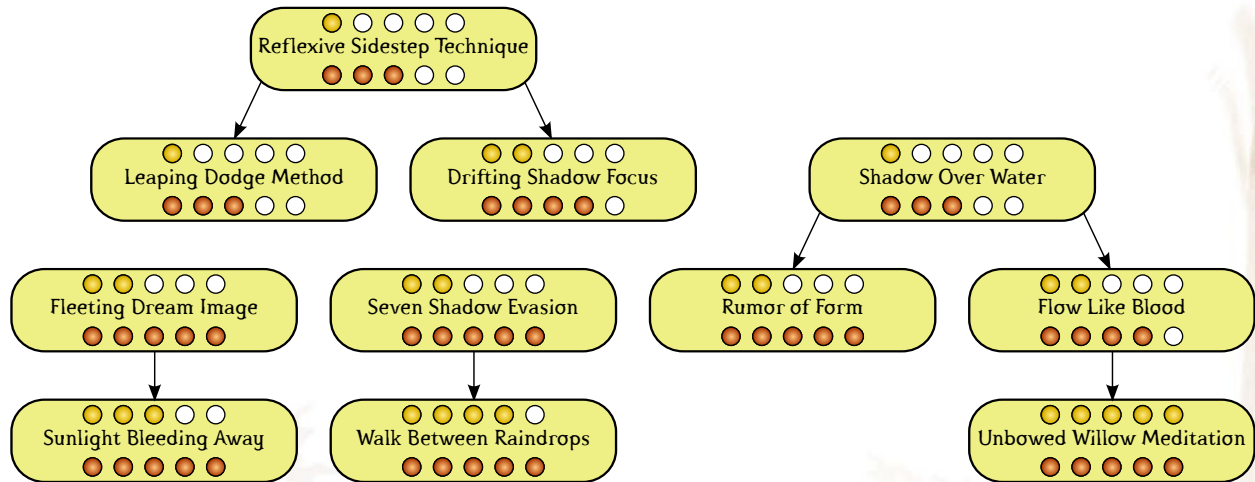 Reflexive Sidestep Technique
Leaping Dodge Method
Drifting Shadow Focus
Shadow Over Water
Fleeting Dream Image
Seven Shadow Evasion
Rumor of Form
Flow Like Blood
Sunlight Bleeding Away
Walk Between Raindrops
Unbowed Willow Meditation